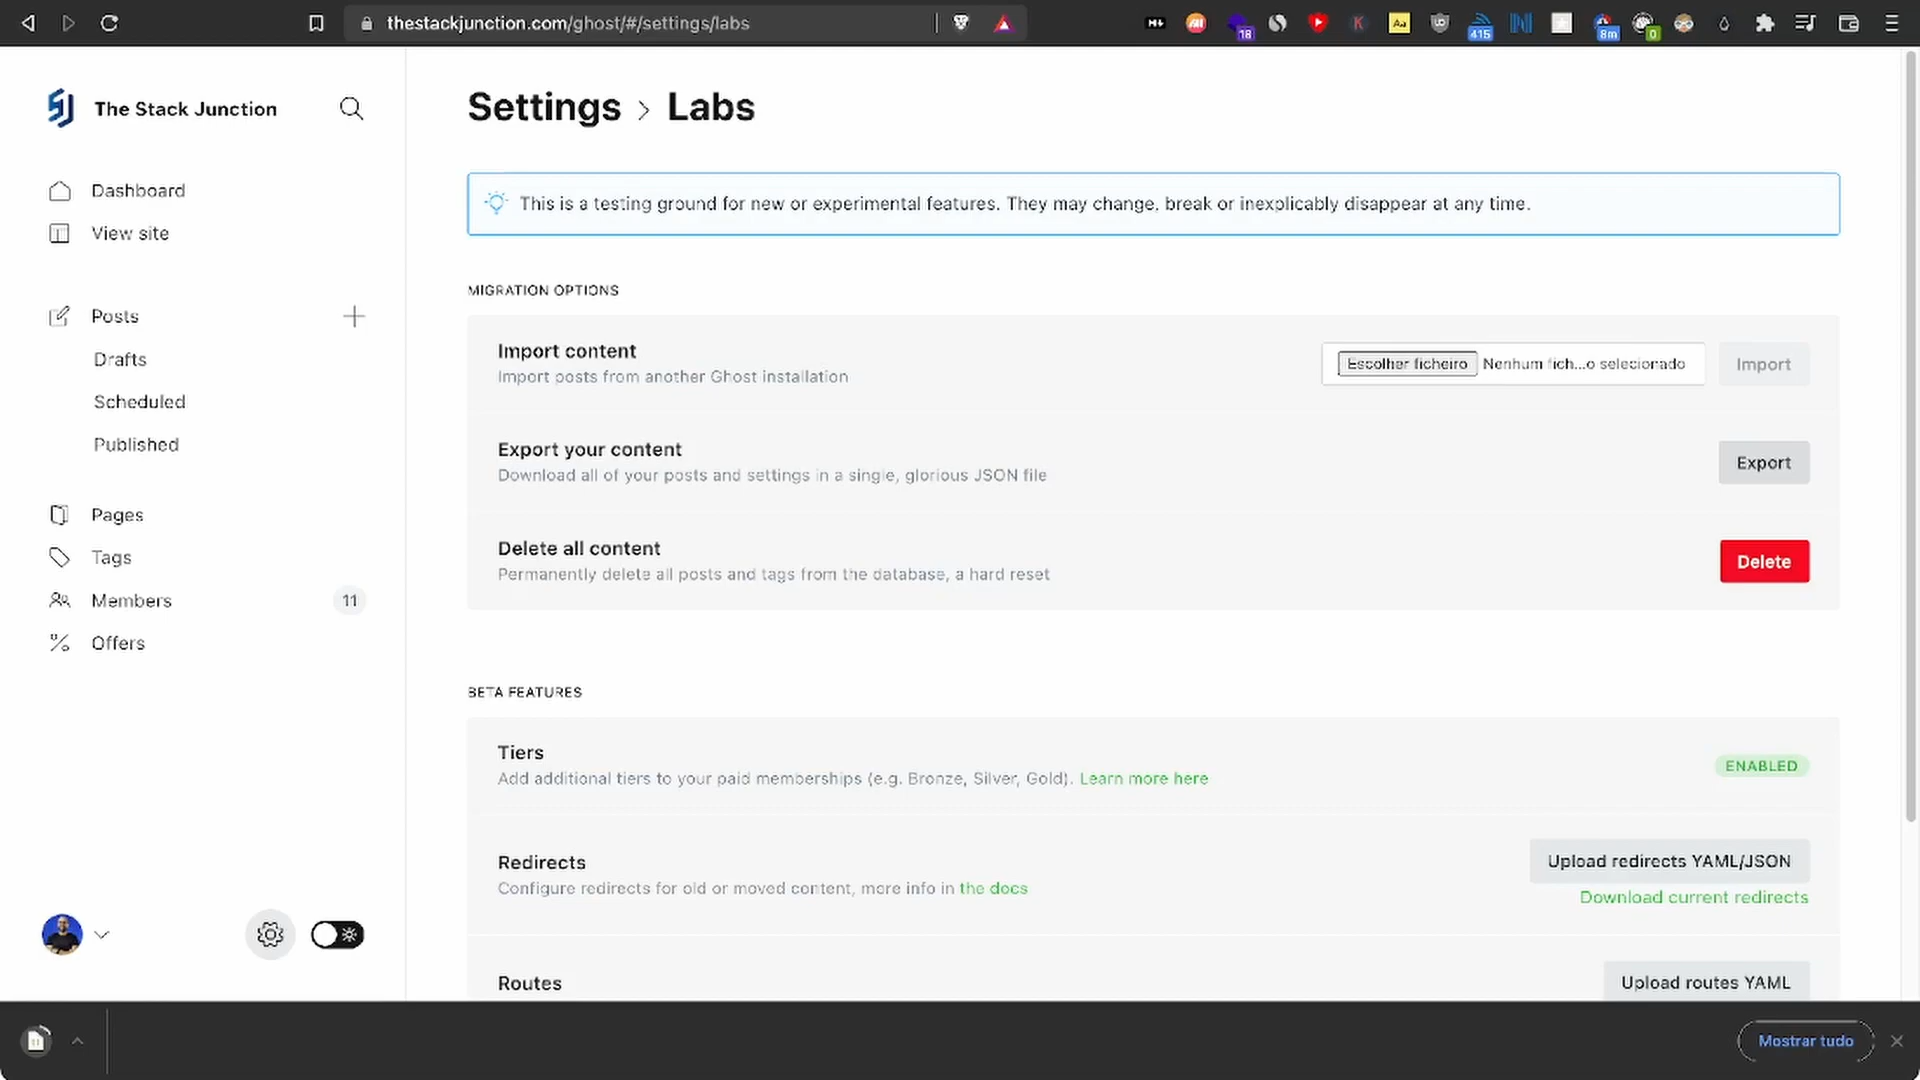 thestackjunction.com/ghost/#/settings/labs
18
415
8m
0
The Stack Junction
Dashboard
View site
Posts
Drafts
Scheduled
Published
Pages
Tags
Members
11
Offers
Settings > Labs
This is a testing ground for new or experimental features. They may change, break or inexplicably disappear at any time.
MIGRATION OPTIONS
Import content
Import posts from another Ghost installation
Escolher ficheiro Nenhum fich...o selecionado
Import
Export your content
Download all of your posts and settings in a single, glorious JSON file
Export
Delete all content
Permanently delete all posts and tags from the database, a hard reset
Delete
BETA FEATURES
Tiers
Add additional tiers to your paid memberships (e.g. Bronze, Silver, Gold). Learn more here
ENABLED
Redirects
Configure redirects for old or moved content, more info in the docs
Upload redirects YAML/JSON
Download current redirects
Routes
Upload routes YAML
Mostrar tudo